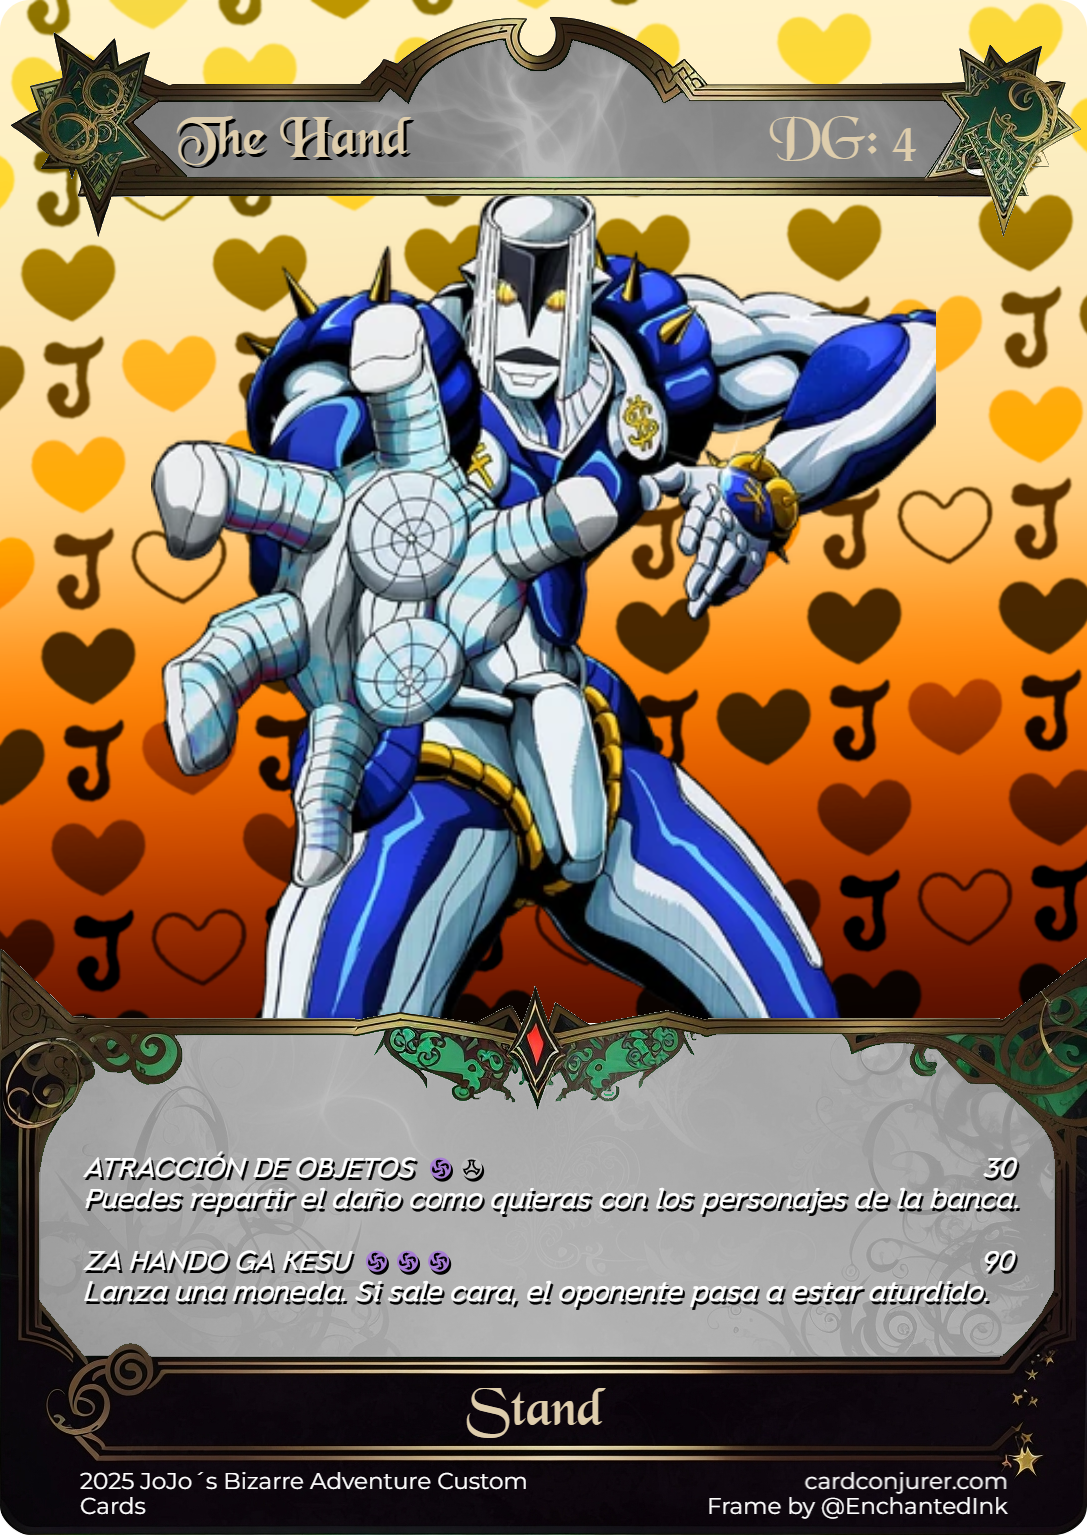 The Hand DG: 4
ATRACCIÓN DE OBJETOS 30
Puedes repartir el daño como quieras con los personajes de la banca.
ZA HANDO GA KESU 90
Lanza una moneda. Si sale cara, el oponente pasa a estar aturdido.
Stand
2025 JoJo´s Bizarre Adventure Custom
Cards
cardconjurer.com
Frame by @EnchantedInk